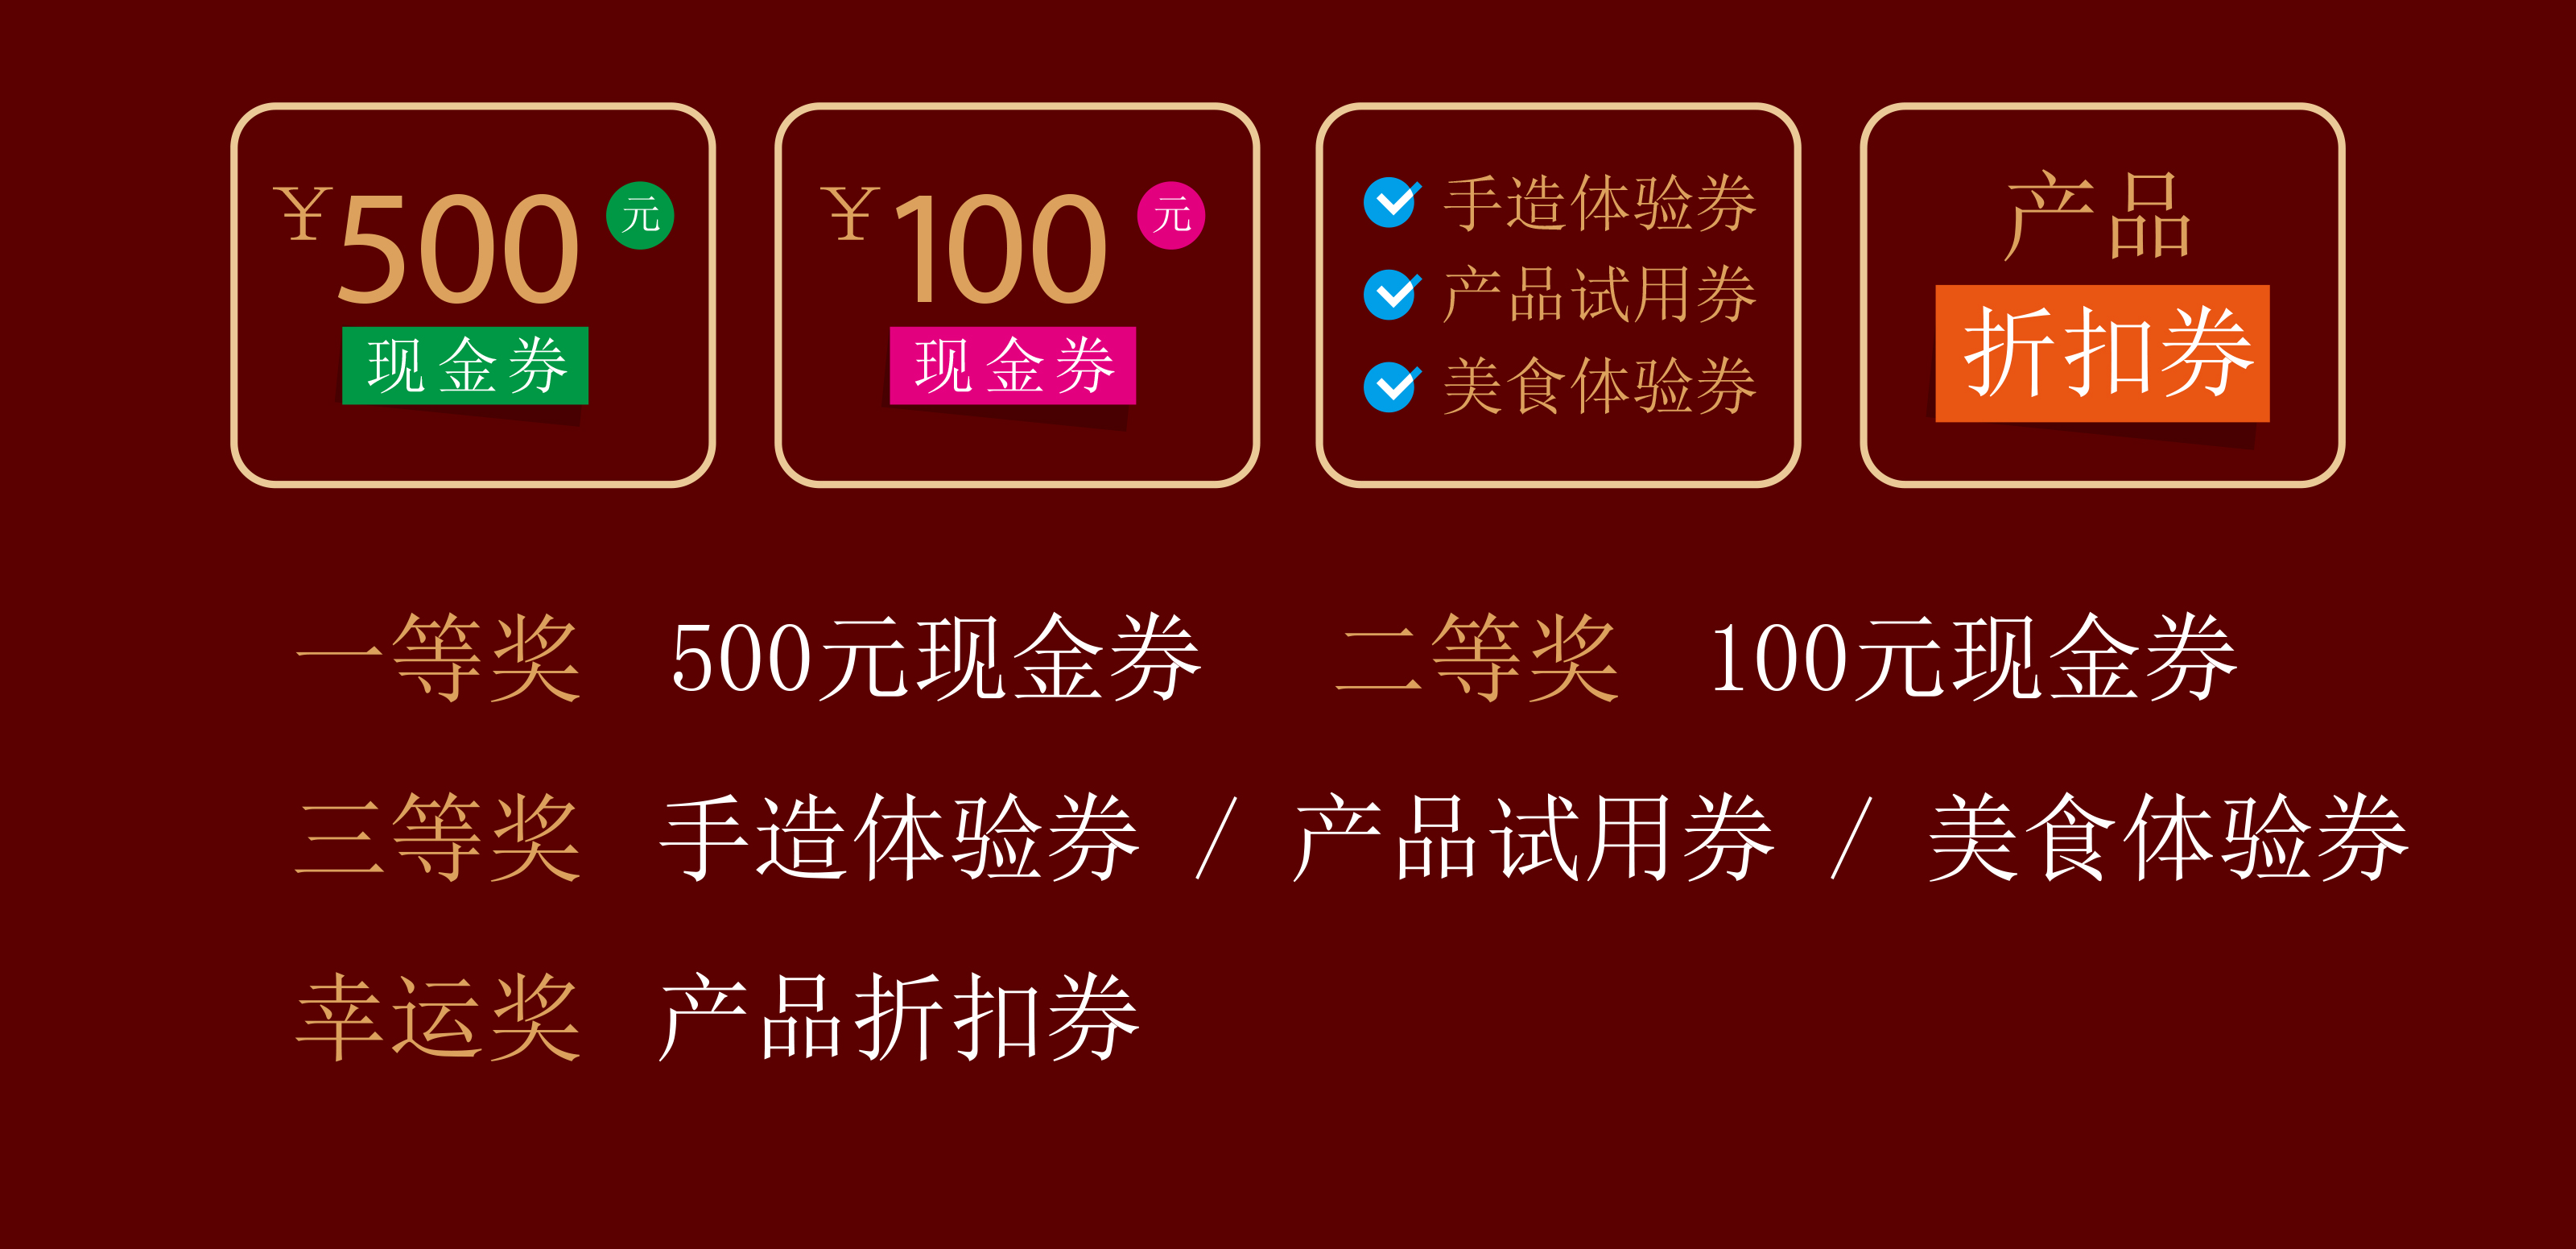 ¥500元
现金券
¥100元
现金券
手造体验券
产品试用券
美食体验券
产品
折扣券
一等奖 500元现金券 二等奖 100元现金券
三等奖 手造体验券 / 产品试用券 / 美食体验券
幸运奖 产品折扣券